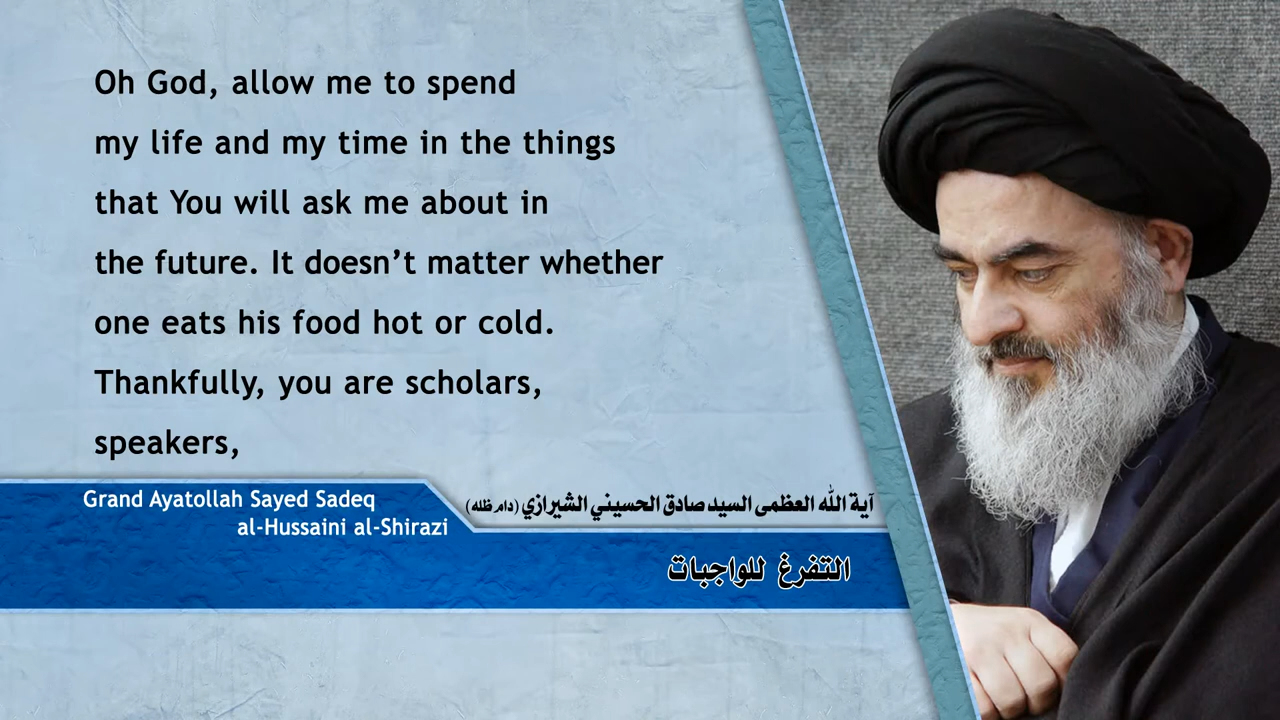 Oh God, allow me to spend
my life and my time in the things
that You will ask me about in
the future. It doesn’t matter whether
one eats his food hot or cold.
Thankfully, you are scholars,
speakers,
Grand Ayatollah Sayed Sadeq
al-Hussaini al-Shirazi
آية الله العظمى السيد صادق الحسيني الشيرازي (دام ظله)
التفرغ للواجبات